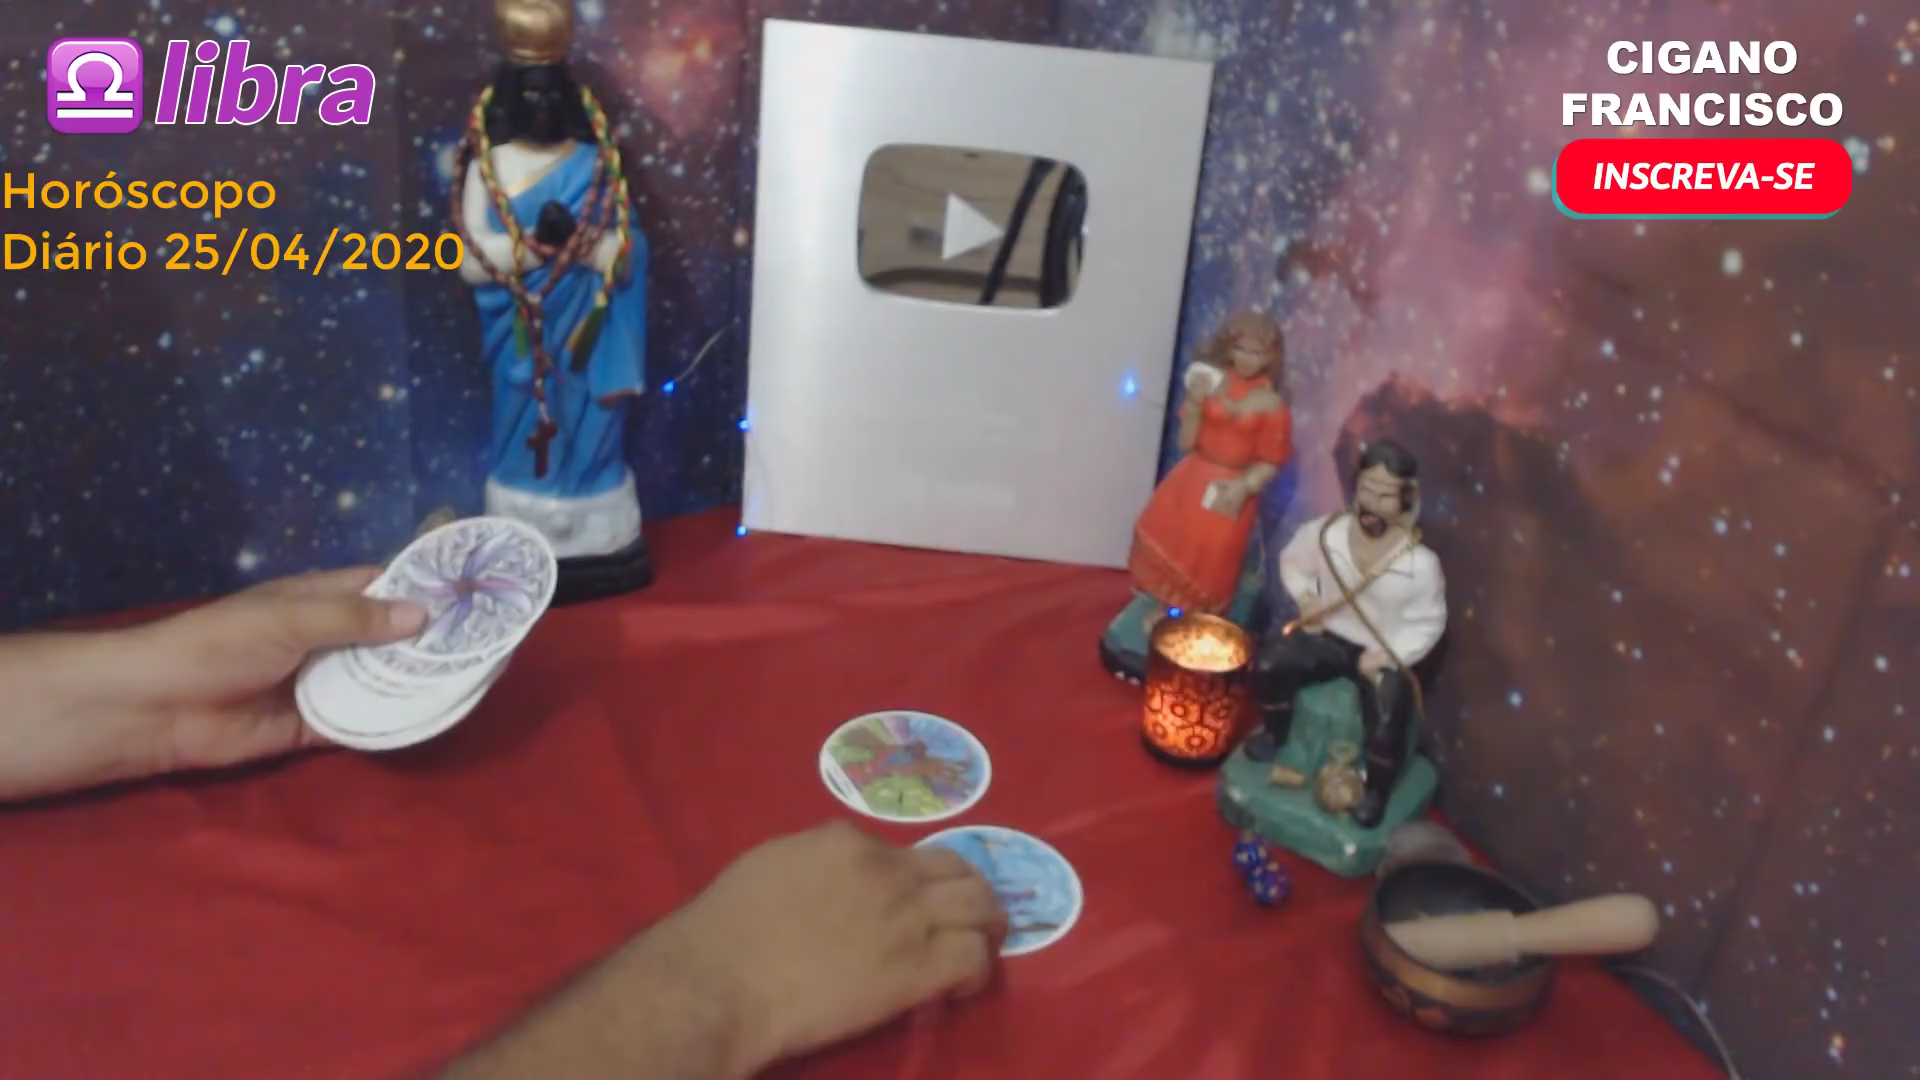 libra
Horóscopo
Diário 25/04/2020
CIGANO
FRANCISCO
INSCREVA-SE